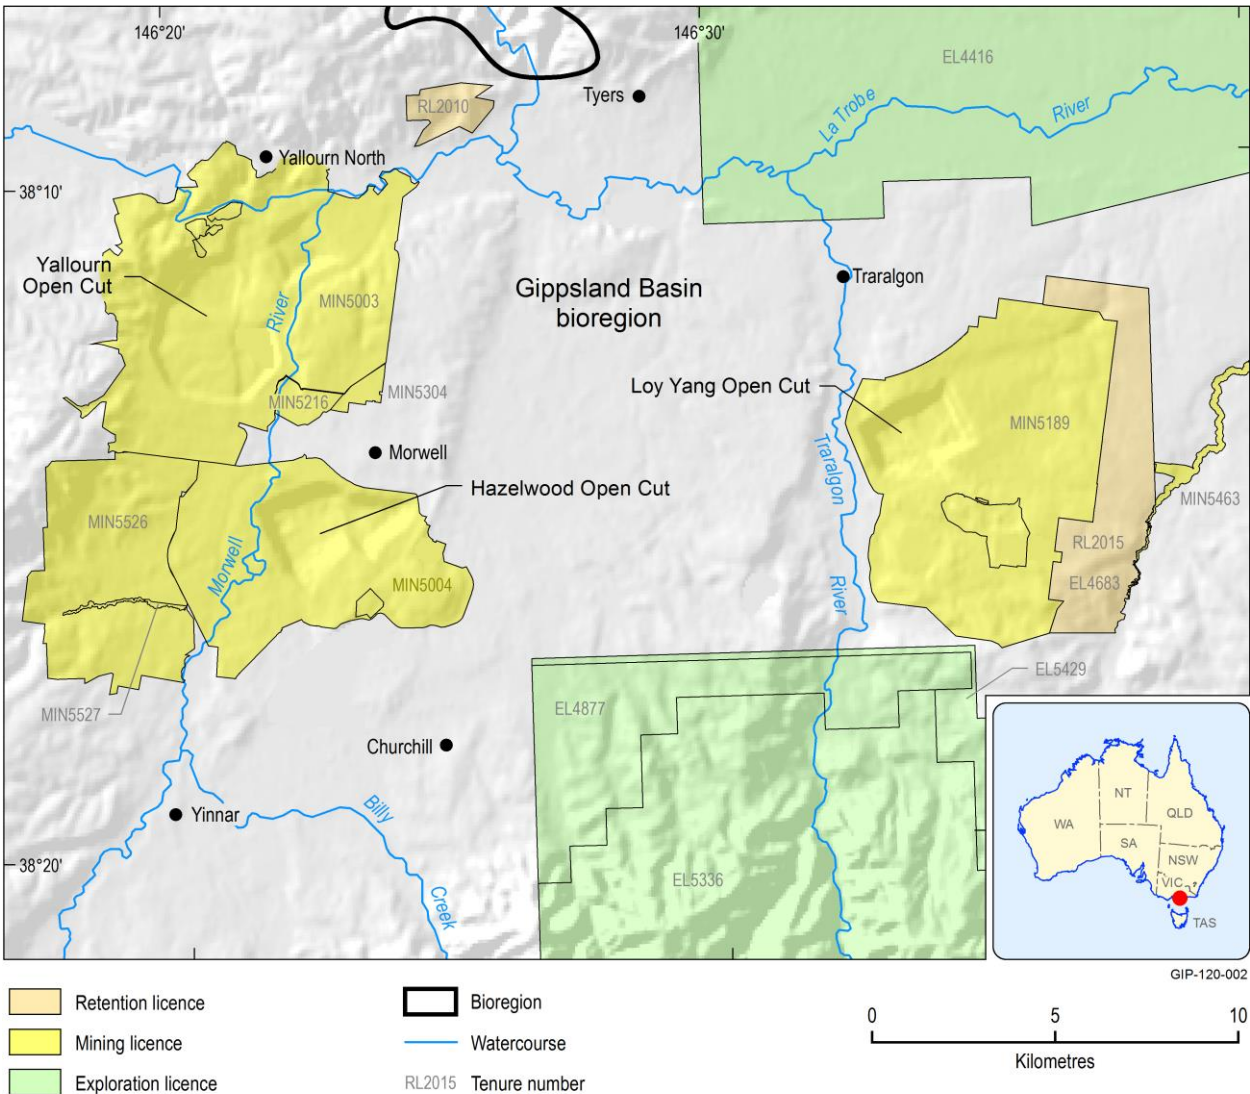 146°20'
146°30'
EL4416
Tyers
La Trobe
River
RL2010
Yallourn North
38°10'
Yallourn
Open Cut
River
MIN5003
Gippsland Basin
bioregion
Traralgon
Loy Yang Open Cut
MIN5216
MIN5304
MIN5189
Morwell
Traralgon
Hazelwood Open Cut
MIN5463
MIN5526
RL2015
Morwell
MIN5004
EL4683
River
MIN5527
EL4877
EL5429
Churchill
Billy
Yinnar
Creek
38°20'
EL5336
NT
QLD
WA
SA
NSW
VIC
TAS
GIP-120-002
Retention licence
Bioregion
0 5 10
Mining licence
Watercourse
Kilometres
Exploration licence
RL2015 Tenure number